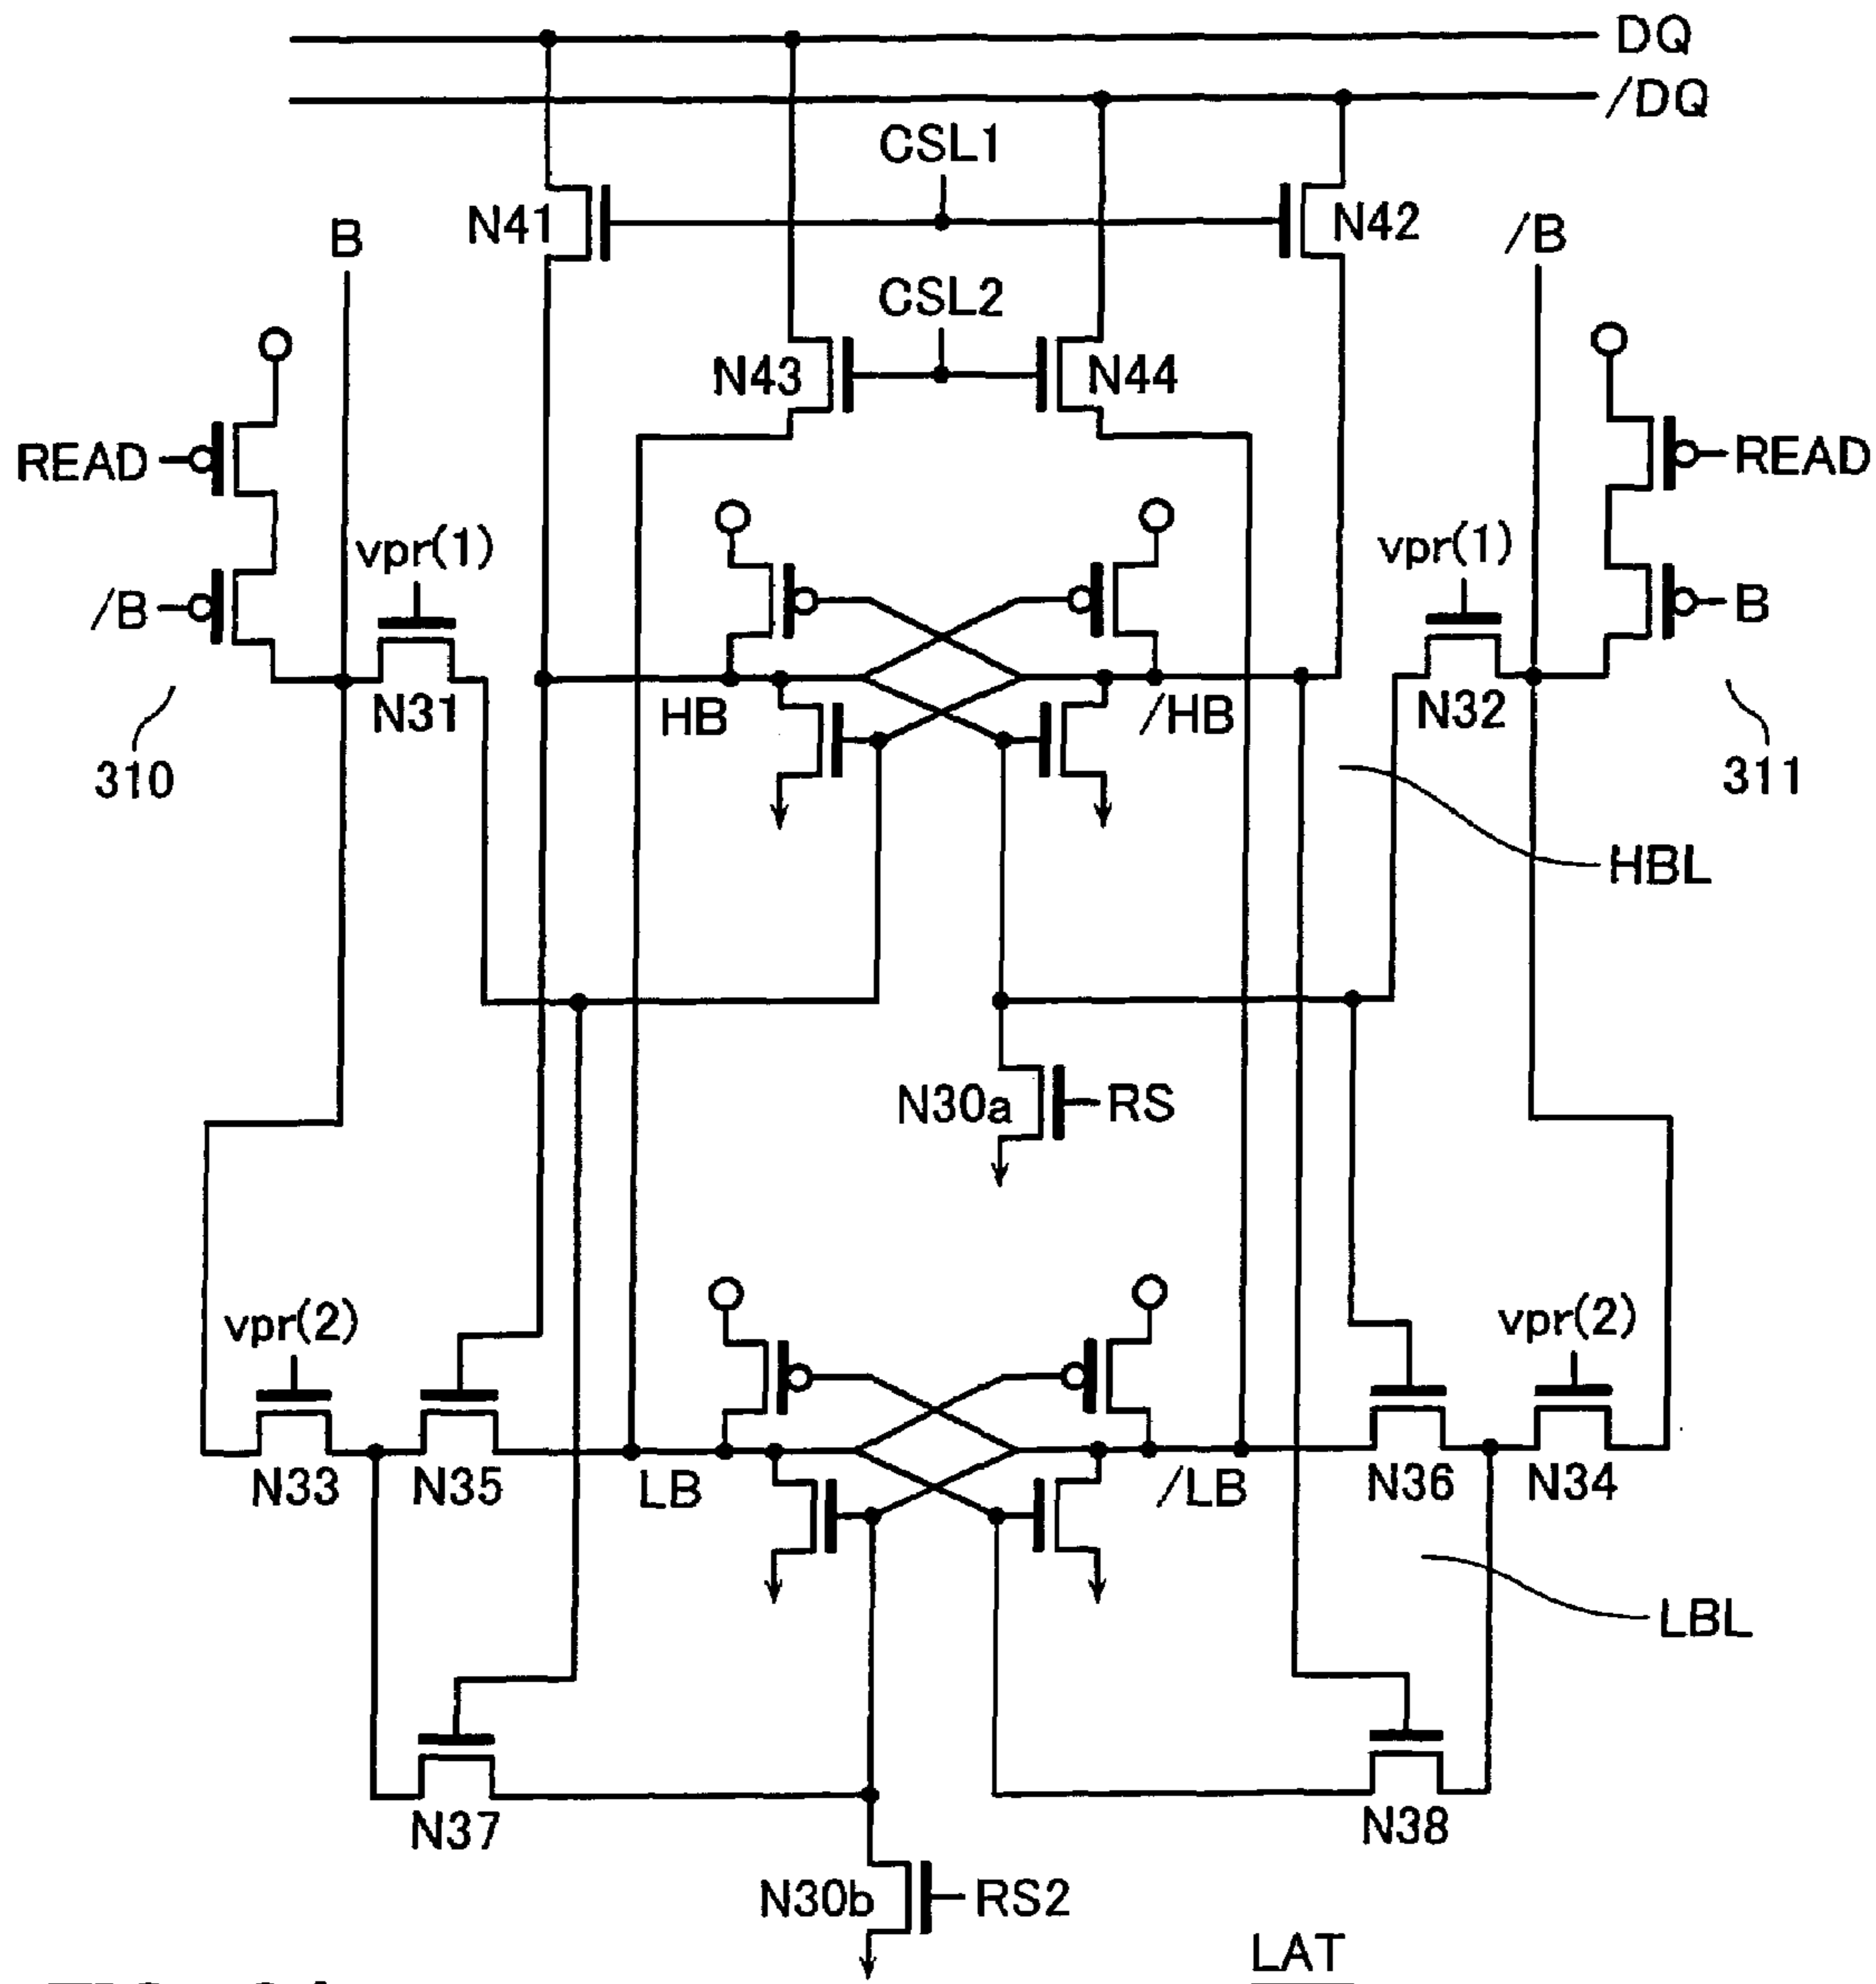 DQ
/DQ
CSL1
N41
N42
B
/B
CSL2
N43
N44
READ
READ
vpr(1)
vpr(1)
/B
B
N31
HB
/HB
N32
310
311
HBL
N30a
RS
vpr(2)
vpr(2)
N33
N35
LB
/LB
N36
N34
LBL
N37
N38
N30b
RS2
LAT